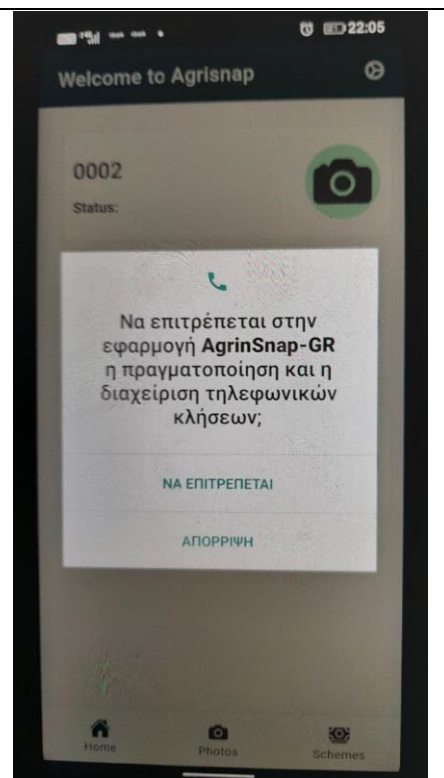 22:05
Welcome to Agrisnap
0002
Status:
Να επιτρέπεται στην
εφαρμογή AgrinSnap-GR
η πραγματοποίηση και η
διαχείριση τηλεφωνικών
κλήσεων;
ΝΑ ΕΠΙΤΡΕΠΕΤΑΙ
ΑΠΟΡΡΙΨΗ
Home
Photos
Schemes